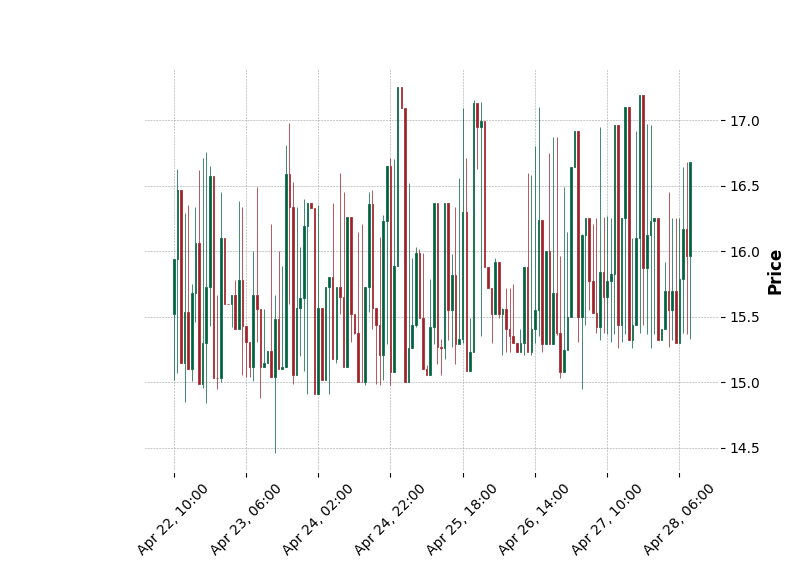 17.0
16.5
16.0
15.5
15.0
14.5
Price
Apr 22, 10:00
Apr 23, 06:00
Apr 24, 02:00
Apr 24, 22:00
Apr 25, 18:00
Apr 26, 14:00
Apr 27, 10:00
Apr 28, 06:00